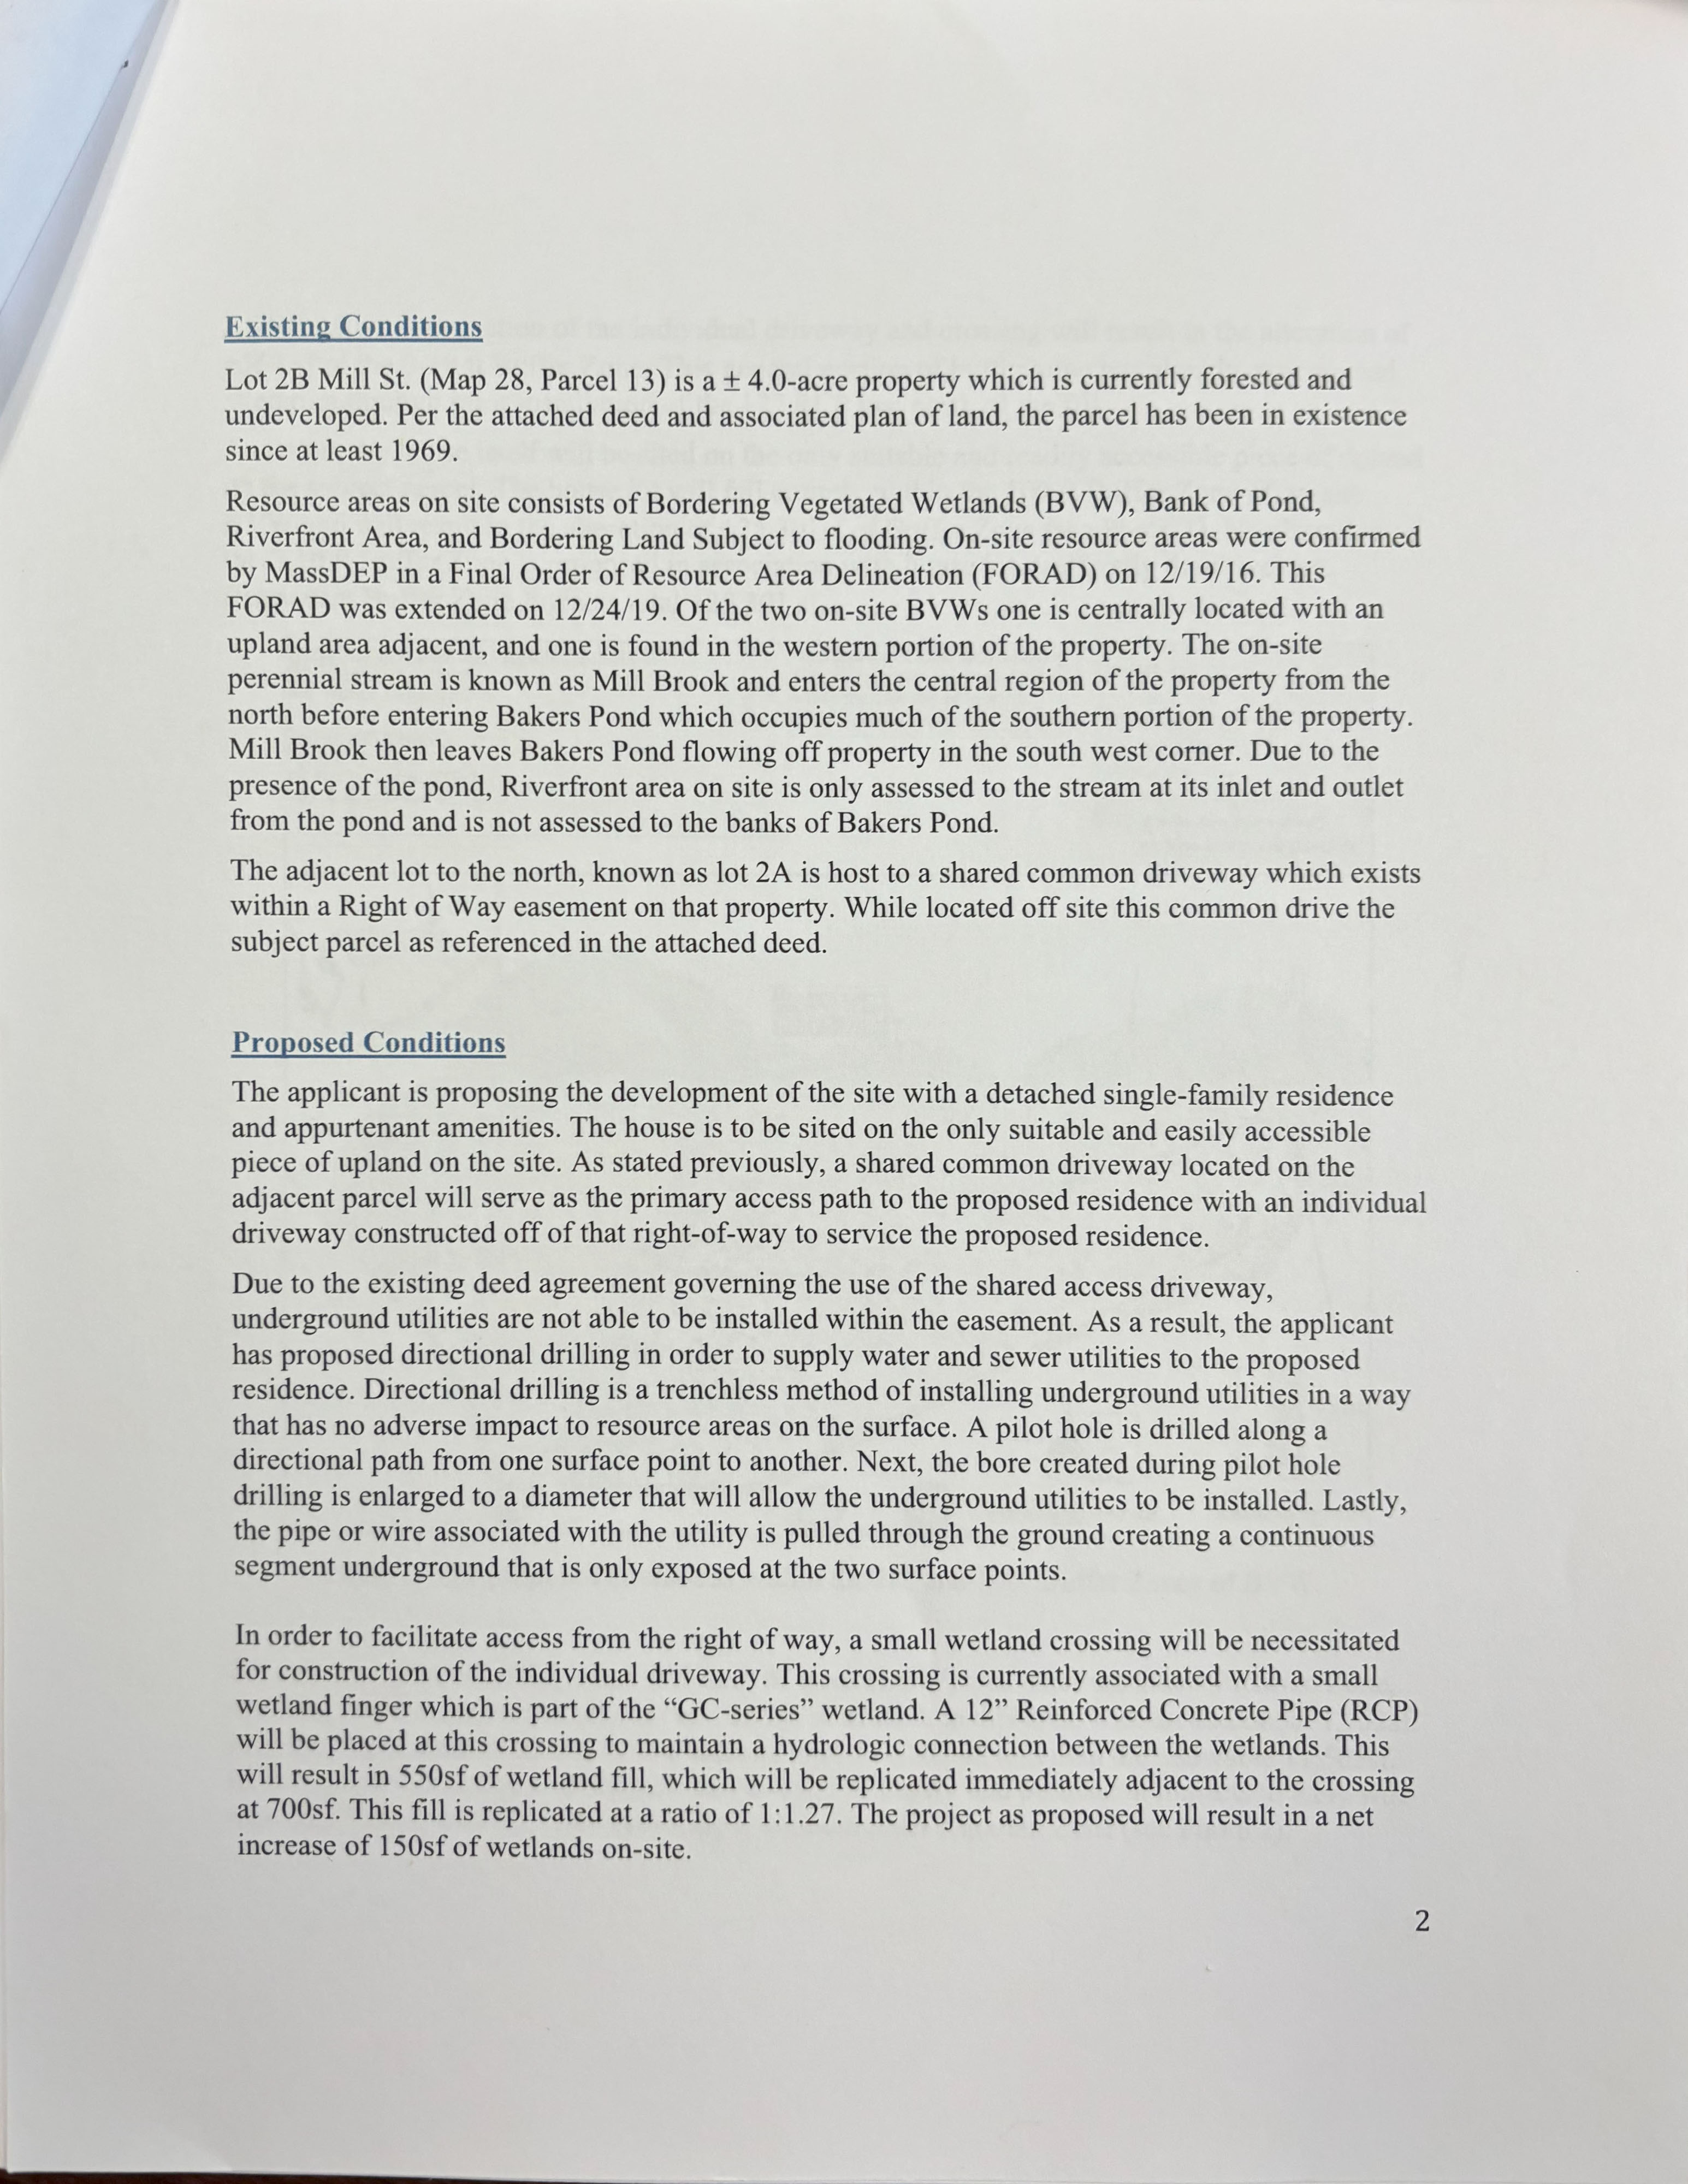 Existing Conditions
Lot 2B Mill St. (Map 28, Parcel 13) is a ± 4.0-acre property which is currently forested and
undeveloped. Per the attached deed and associated plan of land, the parcel has been in existence
since at least 1969.
Resource areas on site consists of Bordering Vegetated Wetlands (BVW), Bank of Pond,
Riverfront Area, and Bordering Land Subject to flooding. On-site resource areas were confirmed
by MassDEP in a Final Order of Resource Area Delineation (FORAD) on 12/19/16. This
FORAD was extended on 12/24/19. Of the two on-site BVWs one is centrally located with an
upland area adjacent, and one is found in the western portion of the property. The on-site
perennial stream is known as Mill Brook and enters the central region of the property from the
north before entering Bakers Pond which occupies much of the southern portion of the property.
Mill Brook then leaves Bakers Pond flowing off property in the south west corner. Due to the
presence of the pond, Riverfront area on site is only assessed to the stream at its inlet and outlet
from the pond and is not assessed to the banks of Bakers Pond.
The adjacent lot to the north, known as lot 2A is host to a shared common driveway which exists
within a Right of Way easement on that property. While located off site this common drive the
subject parcel as referenced in the attached deed.
Proposed Conditions
The applicant is proposing the development of the site with a detached single-family residence
and appurtenant amenities. The house is to be sited on the only suitable and easily accessible
piece of upland on the site. As stated previously, a shared common driveway located on the
adjacent parcel will serve as the primary access path to the proposed residence with an individual
driveway constructed off of that right-of-way to service the proposed residence.
Due to the existing deed agreement governing the use of the shared access driveway,
underground utilities are not able to be installed within the easement. As a result, the applicant
has proposed directional drilling in order to supply water and sewer utilities to the proposed
residence. Directional drilling is a trenchless method of installing underground utilities in a way
that has no adverse impact to resource areas on the surface. A pilot hole is drilled along a
directional path from one surface point to another. Next, the bore created during pilot hole
drilling is enlarged to a diameter that will allow the underground utilities to be installed. Lastly,
the pipe or wire associated with the utility is pulled through the ground creating a continuous
segment underground that is only exposed at the two surface points.
In order to facilitate access from the right of way, a small wetland crossing will be necessitated
for construction of the individual driveway. This crossing is currently associated with a small
wetland finger which is part of the “GC-series” wetland. A 12” Reinforced Concrete Pipe (RCP)
will be placed at this crossing to maintain a hydrologic connection between the wetlands. This
will result in 550sf of wetland fill, which will be replicated immediately adjacent to the crossing
at 700sf. This fill is replicated at a ratio of 1:1.27. The project as proposed will result in a net
increase of 150sf of wetlands on-site.
2